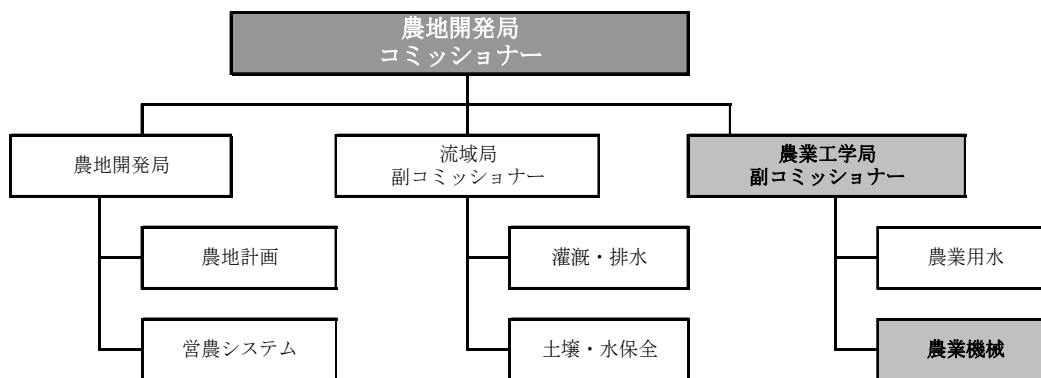 農地開発局
コミッショナー
農地開発局
流域局
副コミッショナー
農業工学局
副コミッショナー
農地計画
灌漑・排水
農業用水
営農システム
土壌・水保全
農業機械